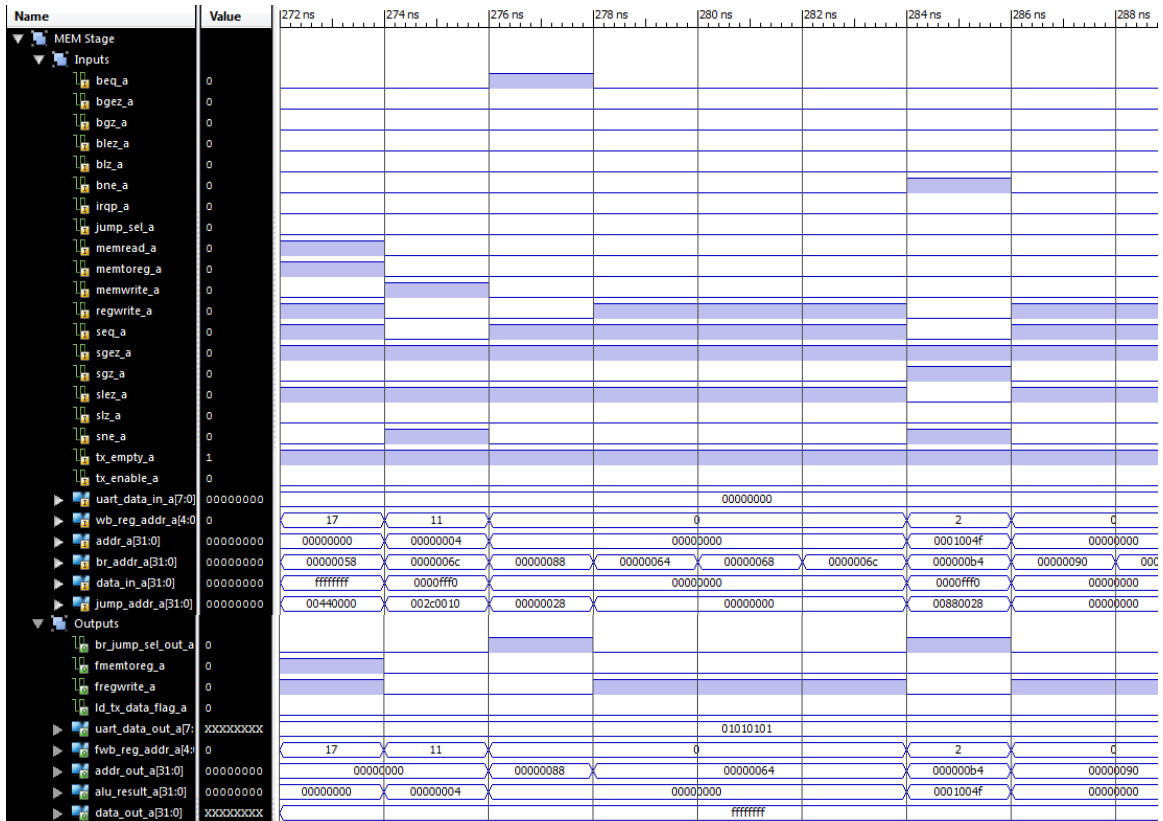 Name Value 272 ns 274 ns 276 ns 278 ns 280 ns 282 ns 284 ns 286 ns 288 ns
MEM Stage
Inputs
beq_a 0
bgez_a 0
bgz_a 0
blez_a 0
blz_a 0
bne_a 0
irqp_a 0
jump_sel_a 0
memread_a 0
memtoreg_a 0
memwrite_a 0
regwrite_a 0
seq_a 0
sgez_a 0
sgz_a 0
slez_a 0
slz_a 0
sne_a 0
tx_empty_a 1
tx_enable_a 0
uart_data_in_a[7:0] 00000000 00000000
wb_reg_addr_a[4:0 0 17 11 0 2 0
addr_a[31:0] 00000000 00000000 00000004 00000000 0001004f 00000000
br_addr_a[31:0] 00000000 00000058 0000006c 00000088 00000064 00000068 0000006c 000000b4 00000090 000
data_in_a[31:0] 00000000 ffffffff 0000fff0 00000000 0000fff0 00000000
jump_addr_a[31:0] 00000000 00440000 002c0010 00000028 00000000 00880028 00000000
Outputs
br_jump_sel_out_a 0
fmemtoreg_a 0
fregwrite_a 0
ld_tx_data_flag_a 0
uart_data_out_a[7: XXXXXXXX 01010101
fwb_reg_addr_a[4: 0 17 11 0 2 0
addr_out_a[31:0] 00000000 00000000 00000088 00000064 000000b4 00000090
alu_result_a[31:0] 00000000 00000000 00000004 00000000 0001004f 00000000
data_out_a[31:0] XXXXXXXX ffffffff